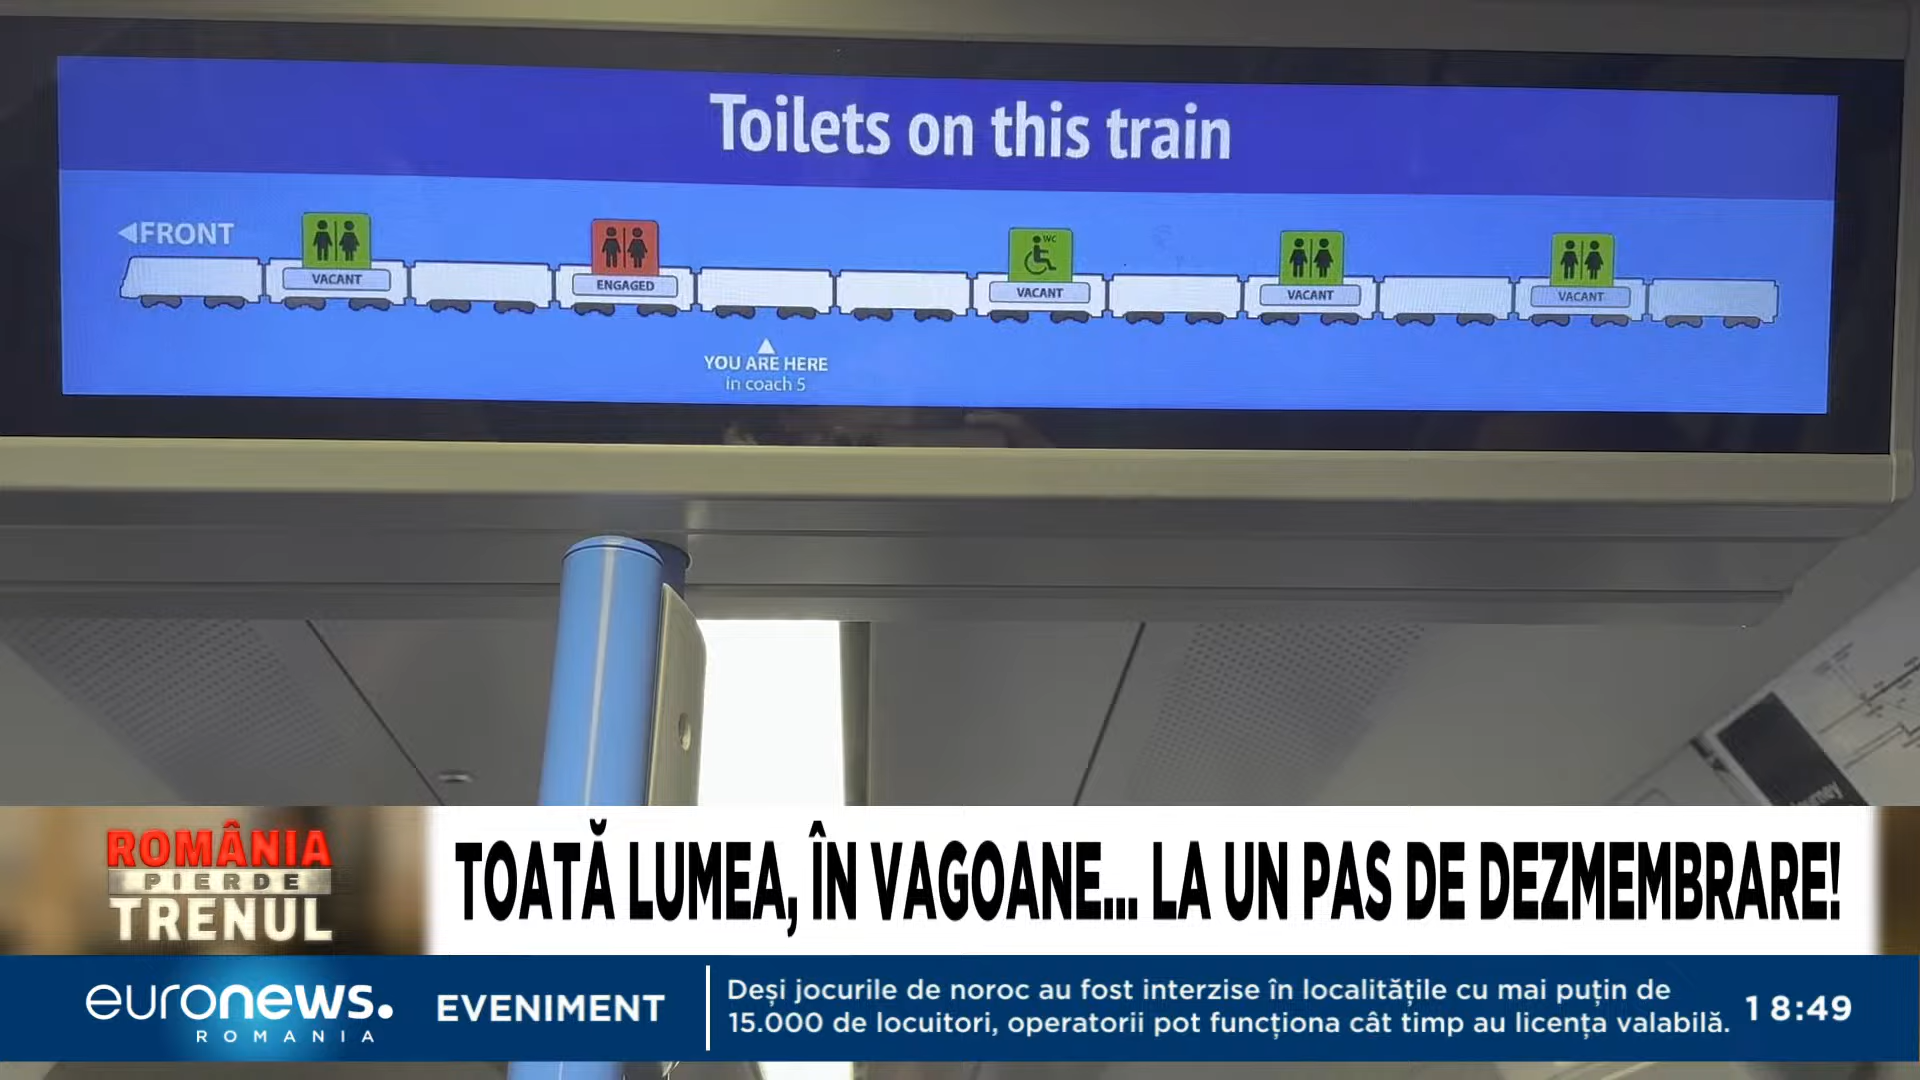 Toilets on this train
FRONT
VACANT
ENGAGED
WC
VACANT
VACANT
VACANT
YOU ARE HERE
in coach 5
ROMÂNIA
PIERDE
TRENUL
TOATĂ LUMEA, ÎN VAGOANE... LA UN PAS DE DEZMEMBRARE!
euronews.
ROMANIA
EVENIMENT
Deși jocurile de noroc au fost interzise în localitățile cu mai puțin de
15.000 de locuitori, operatorii pot funcționa cât timp au licența valabilă.
18:49